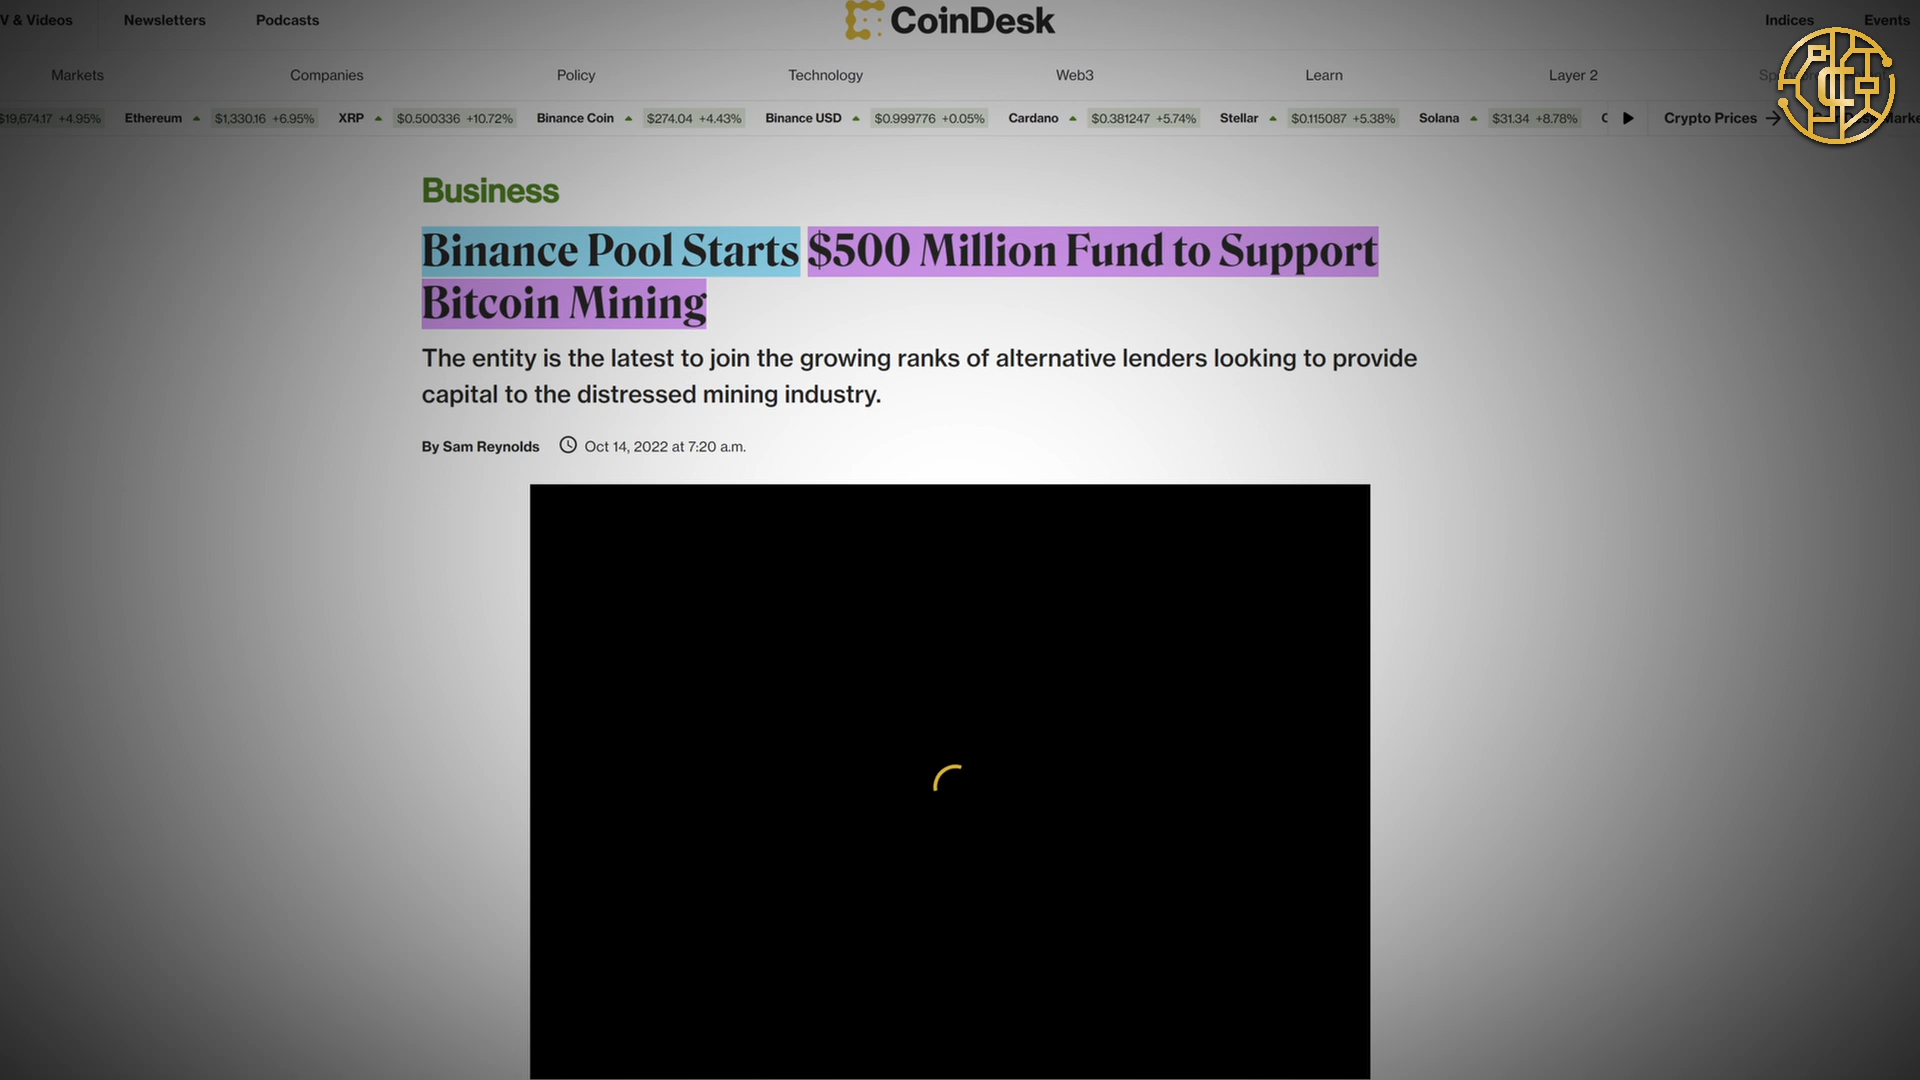 V & Videos Newsletters Podcasts CoinDesk Indices Events
Markets Companies Policy Technology Web3 Learn Layer 2
$19,674.17 +4.95% Ethereum $1,330.16 +6.95% XRP $0.500336 +10.72% Binance Coin $274.04 +4.43% Binance USD $0.999776 +0.05% Cardano $0.381247 +5.74% Stellar $0.115087 +5.38% Solana $31.34 +8.78% Crypto Prices →
Business
Binance Pool Starts $500 Million Fund to Support
Bitcoin Mining
The entity is the latest to join the growing ranks of alternative lenders looking to provide
capital to the distressed mining industry.
By Sam Reynolds Oct 14, 2022 at 7:20 a.m.